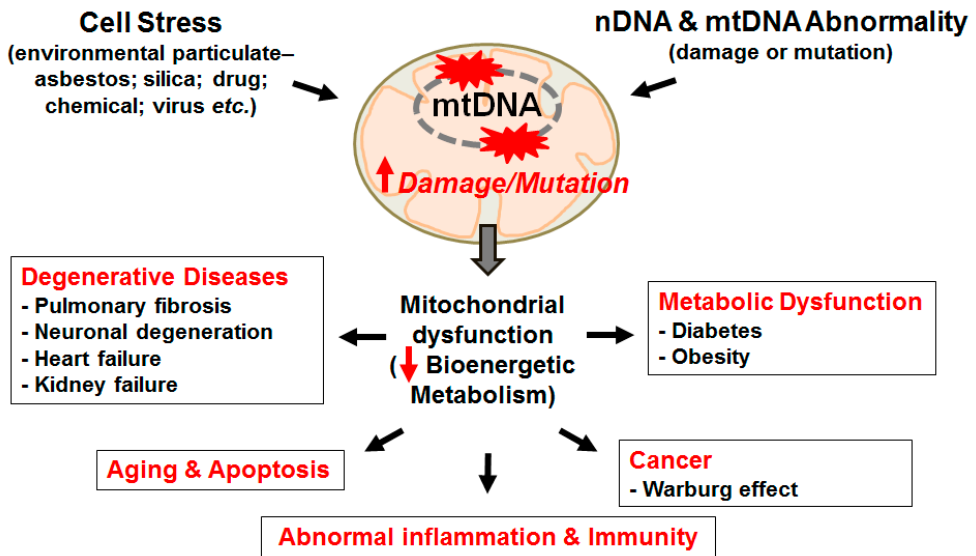 Cell Stress
(environmental particulate–
asbestos; silica; drug;
chemical; virus etc.)
nDNA & mtDNA Abnormality
(damage or mutation)
mtDNA
Damage/Mutation
Degenerative Diseases
- Pulmonary fibrosis
- Neuronal degeneration
- Heart failure
- Kidney failure
Mitochondrial
dysfunction
( Bioenergetic
Metabolism)
Metabolic Dysfunction
- Diabetes
- Obesity
Aging & Apoptosis
Cancer
- Warburg effect
Abnormal inflammation & Immunity